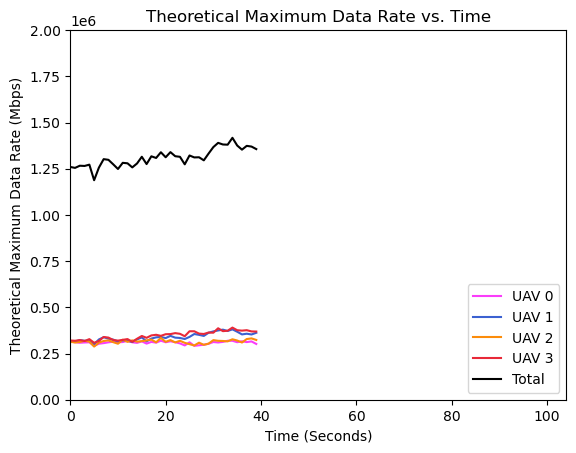 Theoretical Maximum Data Rate vs. Time
1e6
2.00
1.75
1.50
1.25
1.00
0.75
0.50
0.25
0.00
Theoretical Maximum Data Rate (Mbps)
UAV 0
UAV 1
UAV 2
UAV 3
Total
0 20 40 60 80 100
Time (Seconds)